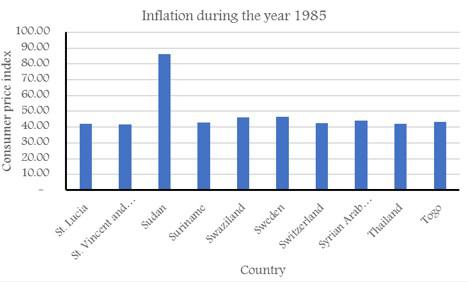 Inflation during the year 1985
Consumer price index
100.00
90.00
80.00
70.00
60.00
50.00
40.00
30.00
20.00
10.00
-
St. Lucia
St. Vincent and…
Sudan
Suriname
Swaziland
Sweden
Switzerland
Syrian Arab…
Thailand
Togo
Country